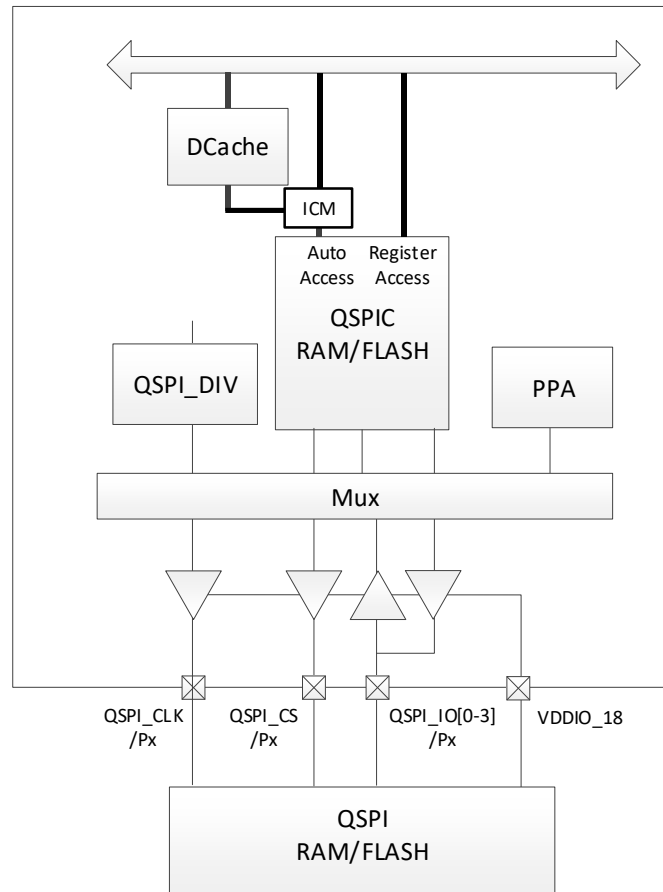 DCache
ICM
Auto
Access
Register
Access
QSPIC
RAM/FLASH
QSPI_DIV
PPA
Mux
QSPI_CLK
/Px
QSPI_CS
/Px
QSPI_IO[0-3]
/Px
VDDIO_18
QSPI
RAM/FLASH